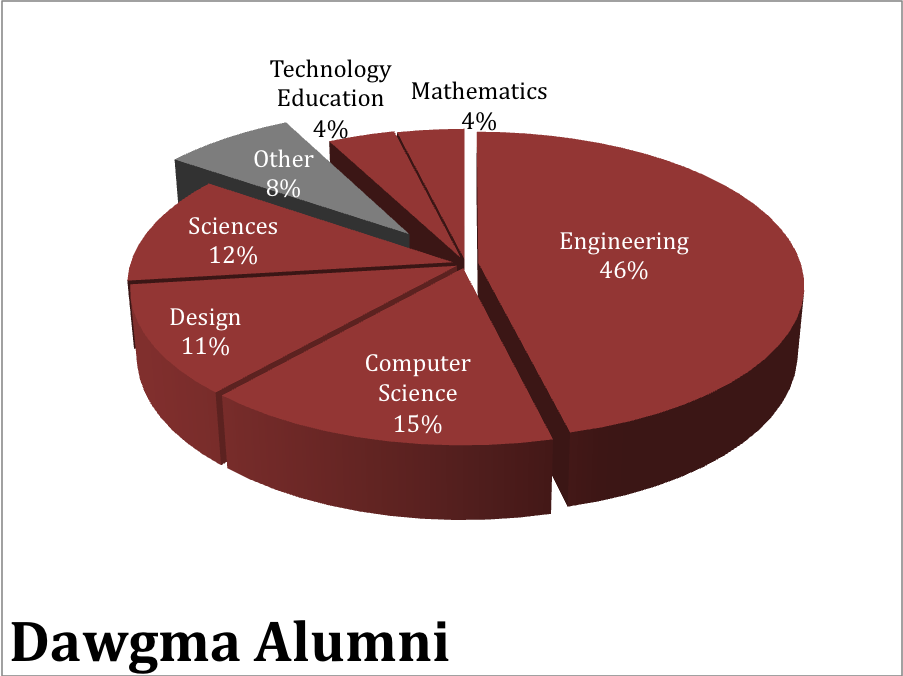 Technology
Education
4%
Mathematics
4%
Other
8%
Sciences
12%
Engineering
46%
Design
11%
Computer
Science
15%
Dawgma Alumni